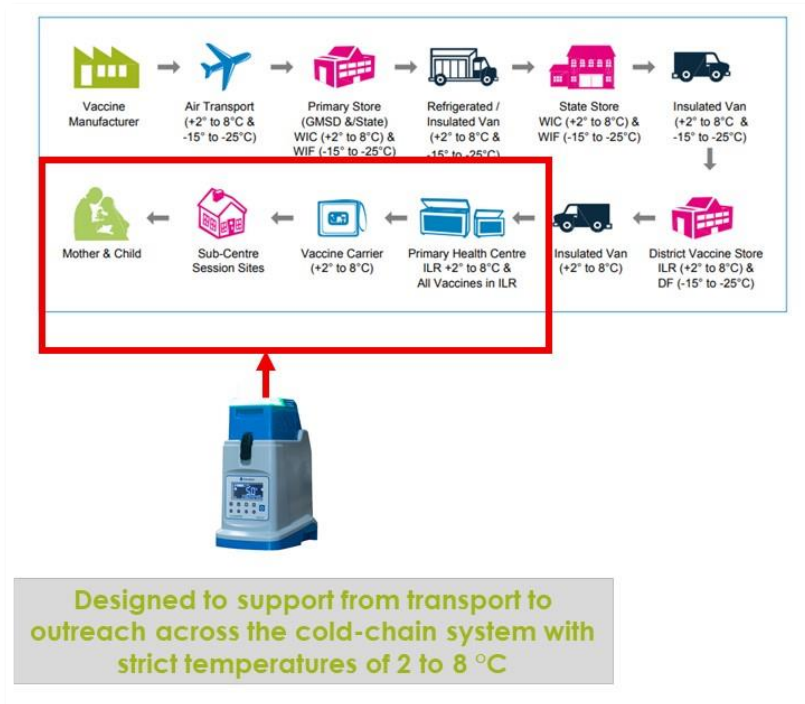 Vaccine
Manufacturer
Air Transport
(+2° to 8°C &
-15° to -25°C)
Primary Store
(GMSD &/State)
WIC (+2° to 8°C) &
WIF (-15° to -25°C)
Refrigerated /
Insulated Van
(+2° to 8°C &
-15° to -25°C)
State Store
WIC (+2° to 8°C) &
WIF (-15° to -25°C)
Insulated Van
(+2° to 8°C &
-15° to -25°C)
Mother & Child
Sub-Centre
Session Sites
Vaccine Carrier
(+2° to 8°C)
Primary Health Centre
ILR +2° to 8°C &
All Vaccines in ILR
Insulated Van
(+2° to 8°C)
District Vaccine Store
ILR (+2° to 8°C) &
DF (-15° to -25°C)
Designed to support from transport to
outreach across the cold-chain system with
strict temperatures of 2 to 8 °C